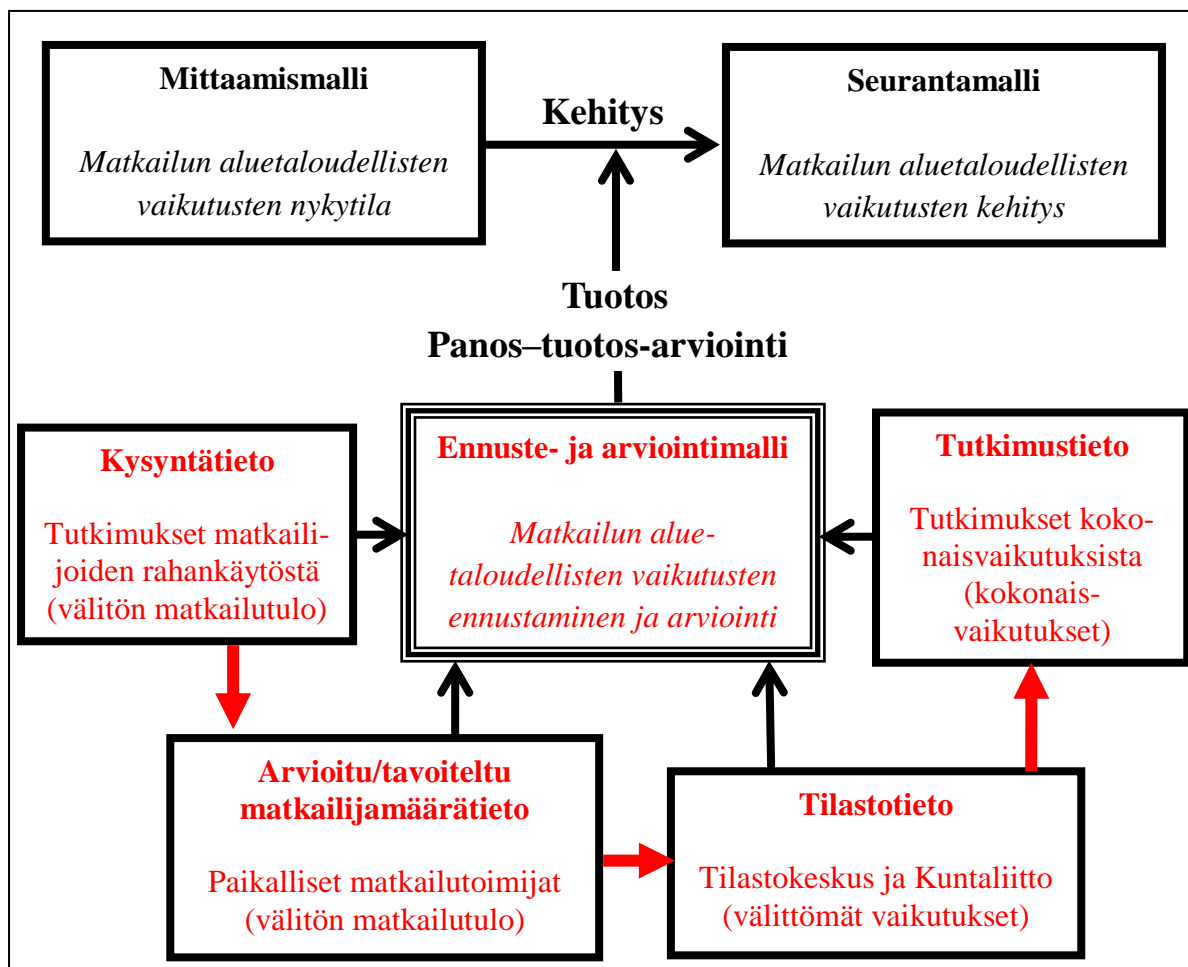 Mittaamismalli
Matkailun aluetaloudellisten
vaikutusten nykytila
Kehitys
Seurantamalli
Matkailun aluetaloudellisten
vaikutusten kehitys
Tuotos
Panos–tuotos-arviointi
Kysyntätieto
Tutkimukset matkaili-
joiden rahankäytöstä
(välitön matkailutulo)
Ennuste- ja arviointimalli
Matkailun alue-
taloudellisten vaikutusten
ennustaminen ja arviointi
Tutkimustieto
Tutkimukset koko-
naisvaikutuksista
(kokonais-
vaikutukset)
Arvioitu/tavoiteltu
matkailijamäärätieto
Paikalliset matkailutoimijat
(välitön matkailutulo)
Tilastotieto
Tilastokeskus ja Kuntaliitto
(välittömät vaikutukset)